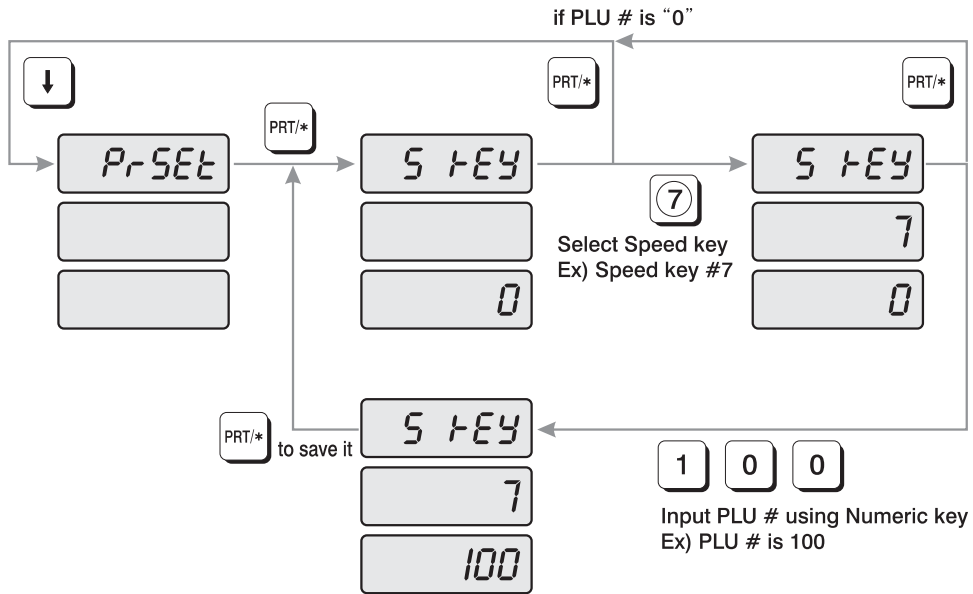 if PLU # is “0”
↓
PRT/*
PRT/*
PRT/*
PrSEt
S KEY
0
7
Select Speed key
Ex) Speed key #7
S KEY
7
0
PRT/* to save it
S KEY
7
100
1 0 0
Input PLU # using Numeric key
Ex) PLU # is 100